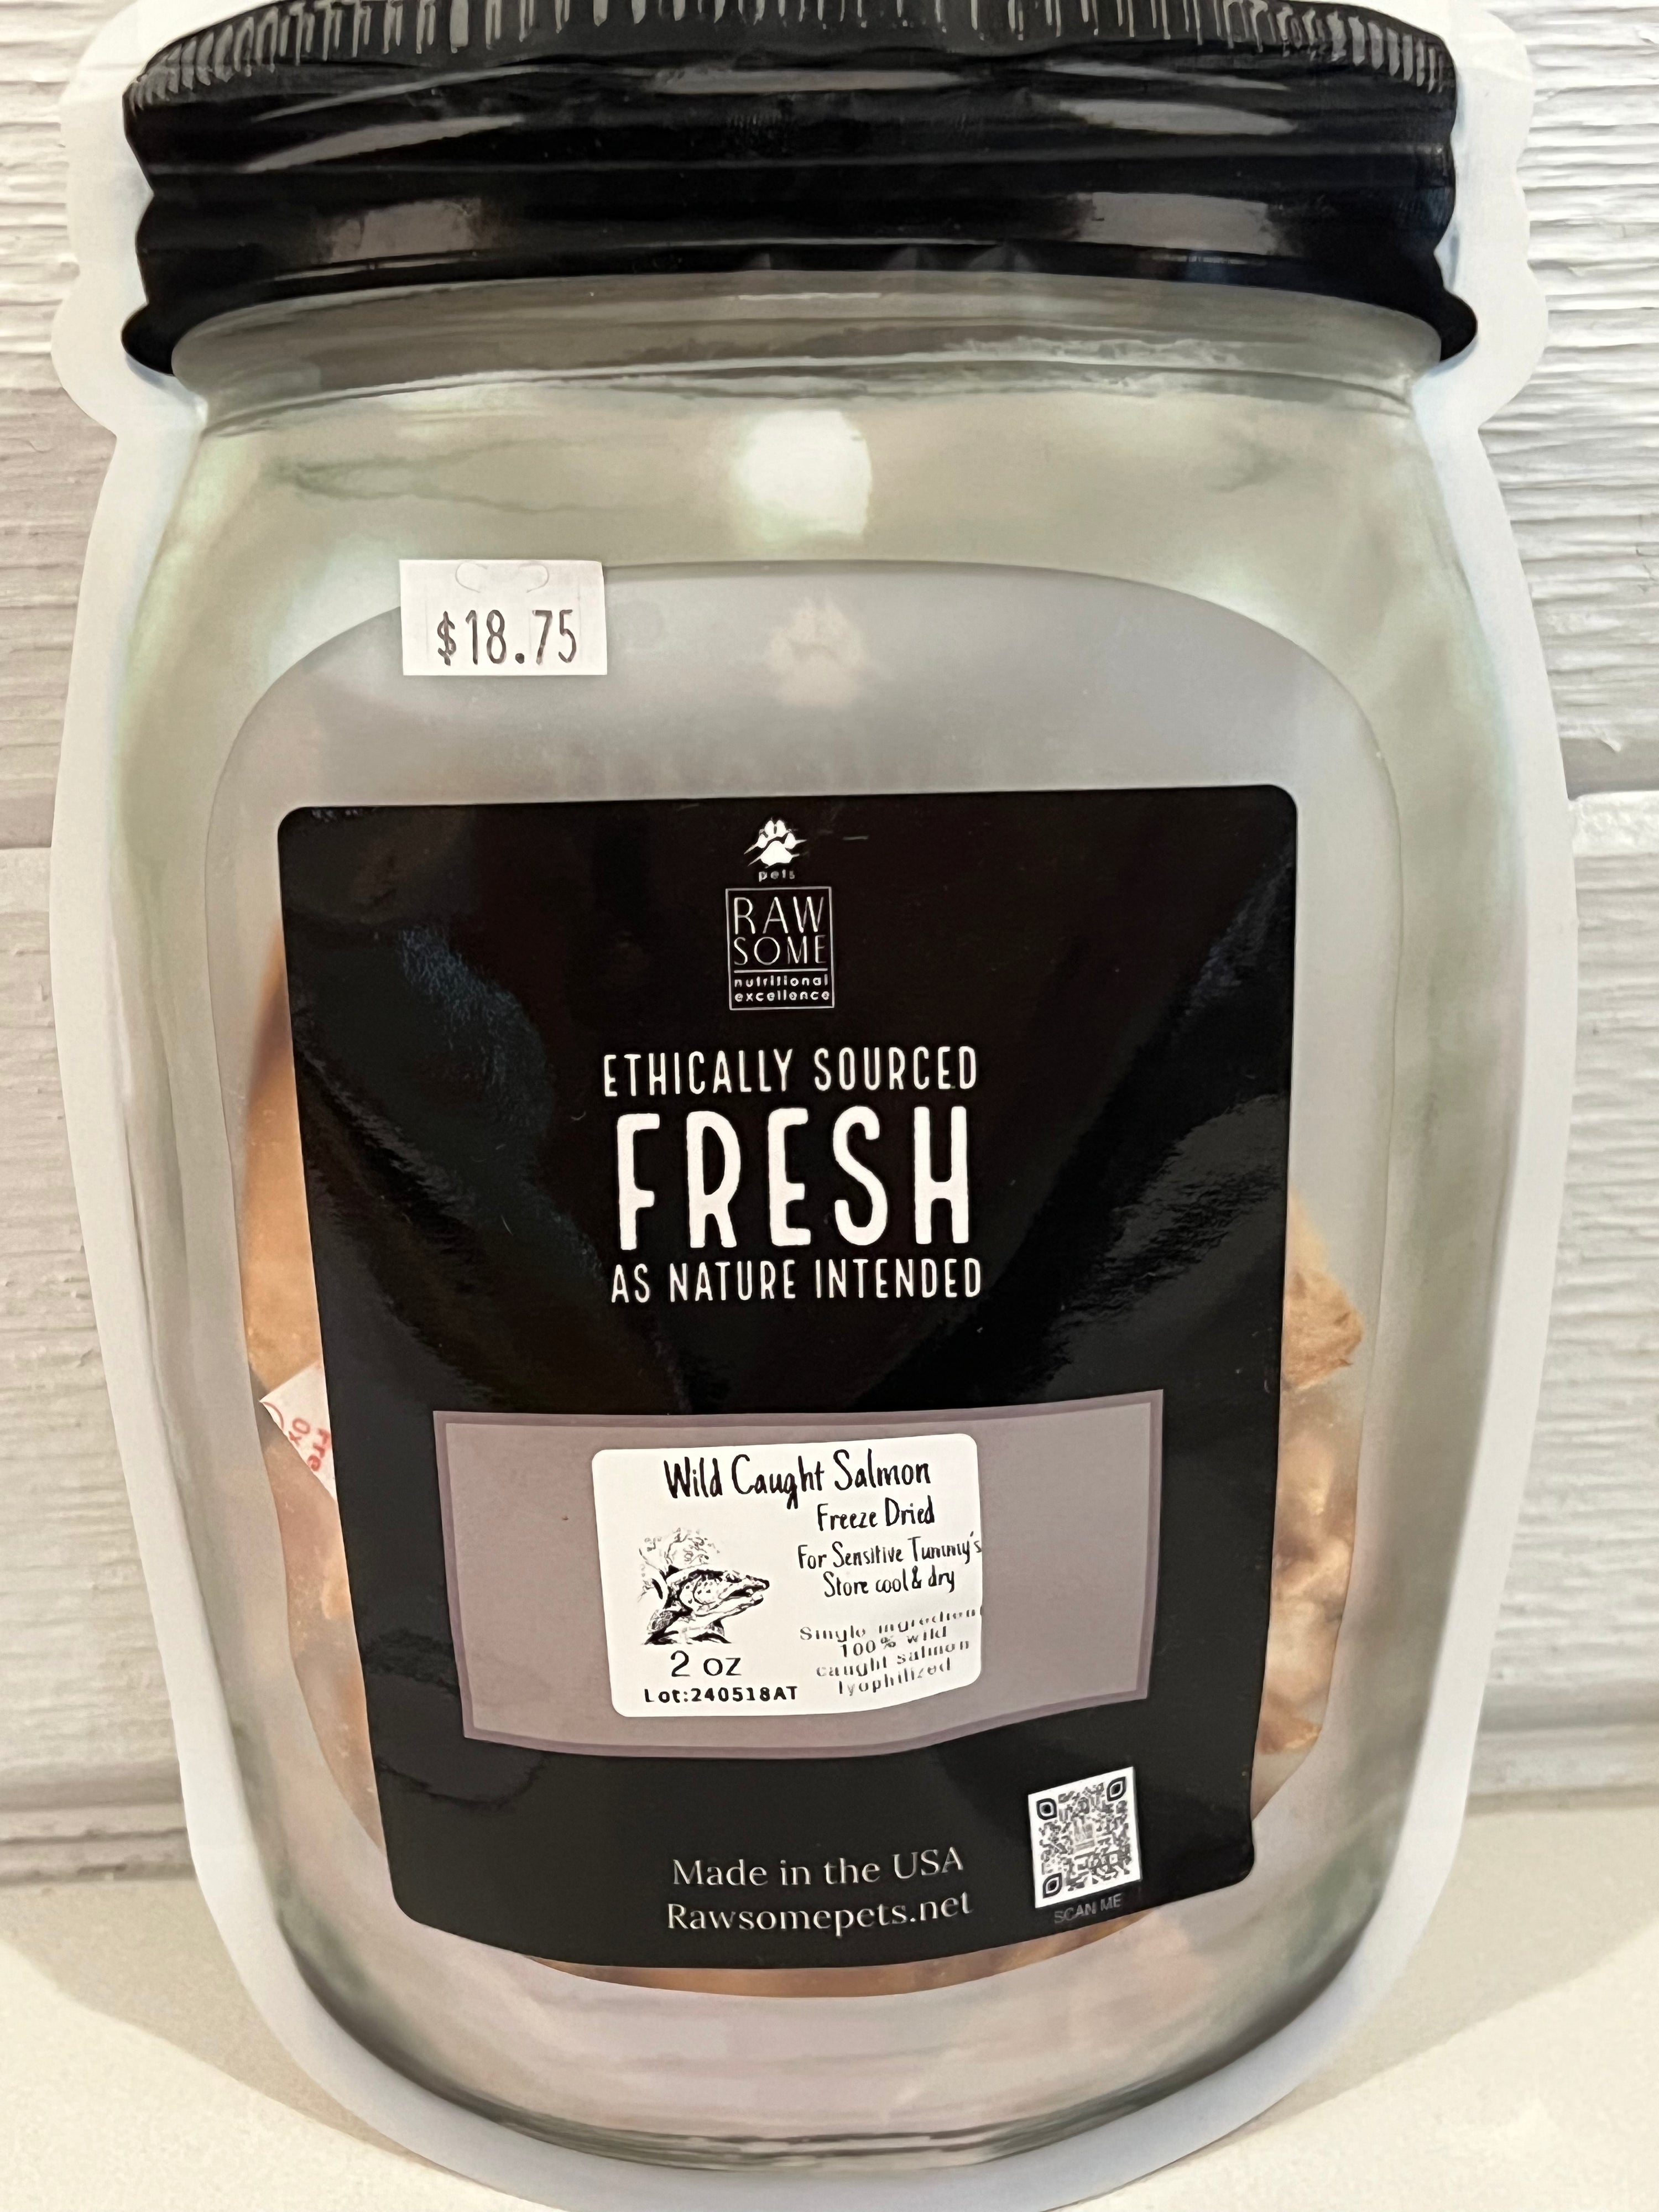 $18.75
pets
RAW
SOME
nutritional
excellence
ETHICALLY SOURCED
FRESH
AS NATURE INTENDED
Wild Caught Salmon
Freeze Dried
For Sensitive Tummy's
Store cool & dry
Single ingredient
100% wild
caught salmon
lyophilized
2 oz
Lot:240518AT
Made in the USA
Rawsomepets.net
SCAN ME